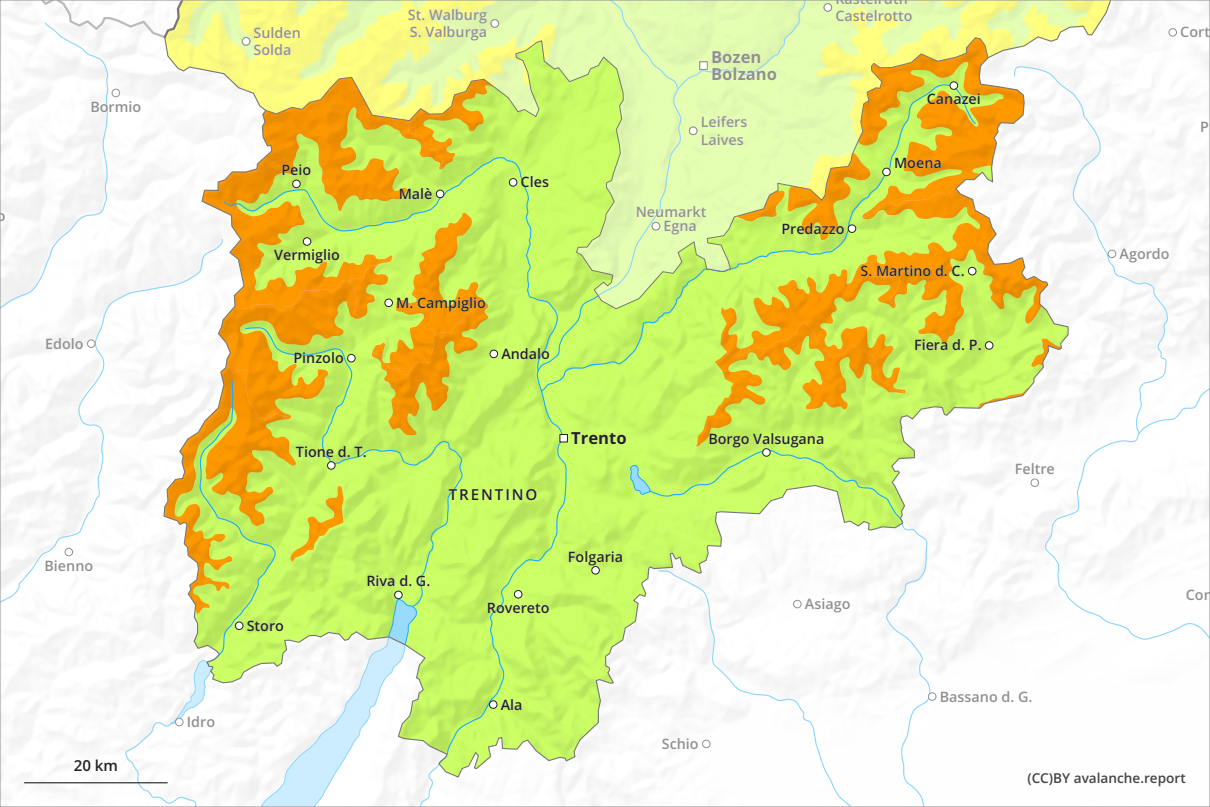 St. Walburg
S. Valburga
Kastelruth
Castelrotto
Sulden
Solda
Cort
Bozen
Bolzano
Bormio
Canazei
Leifers
Laives
P
Moena
Peio
Malè
Cles
Neumarkt
Egna
Predazzo
Vermiglio
Agordo
S. Martino d. C.
M. Campiglio
Edolo
Pinzolo
Andalo
Fiera d. P.
Trento
Borgo Valsugana
Tione d. T.
Feltre
TRENTINO
Bienno
Folgaria
Riva d. G.
Rovereto
Asiago
Cor
Storo
Idro
Ala
Bassano d. G.
Schio
20 km
(CC)BY avalanche.report